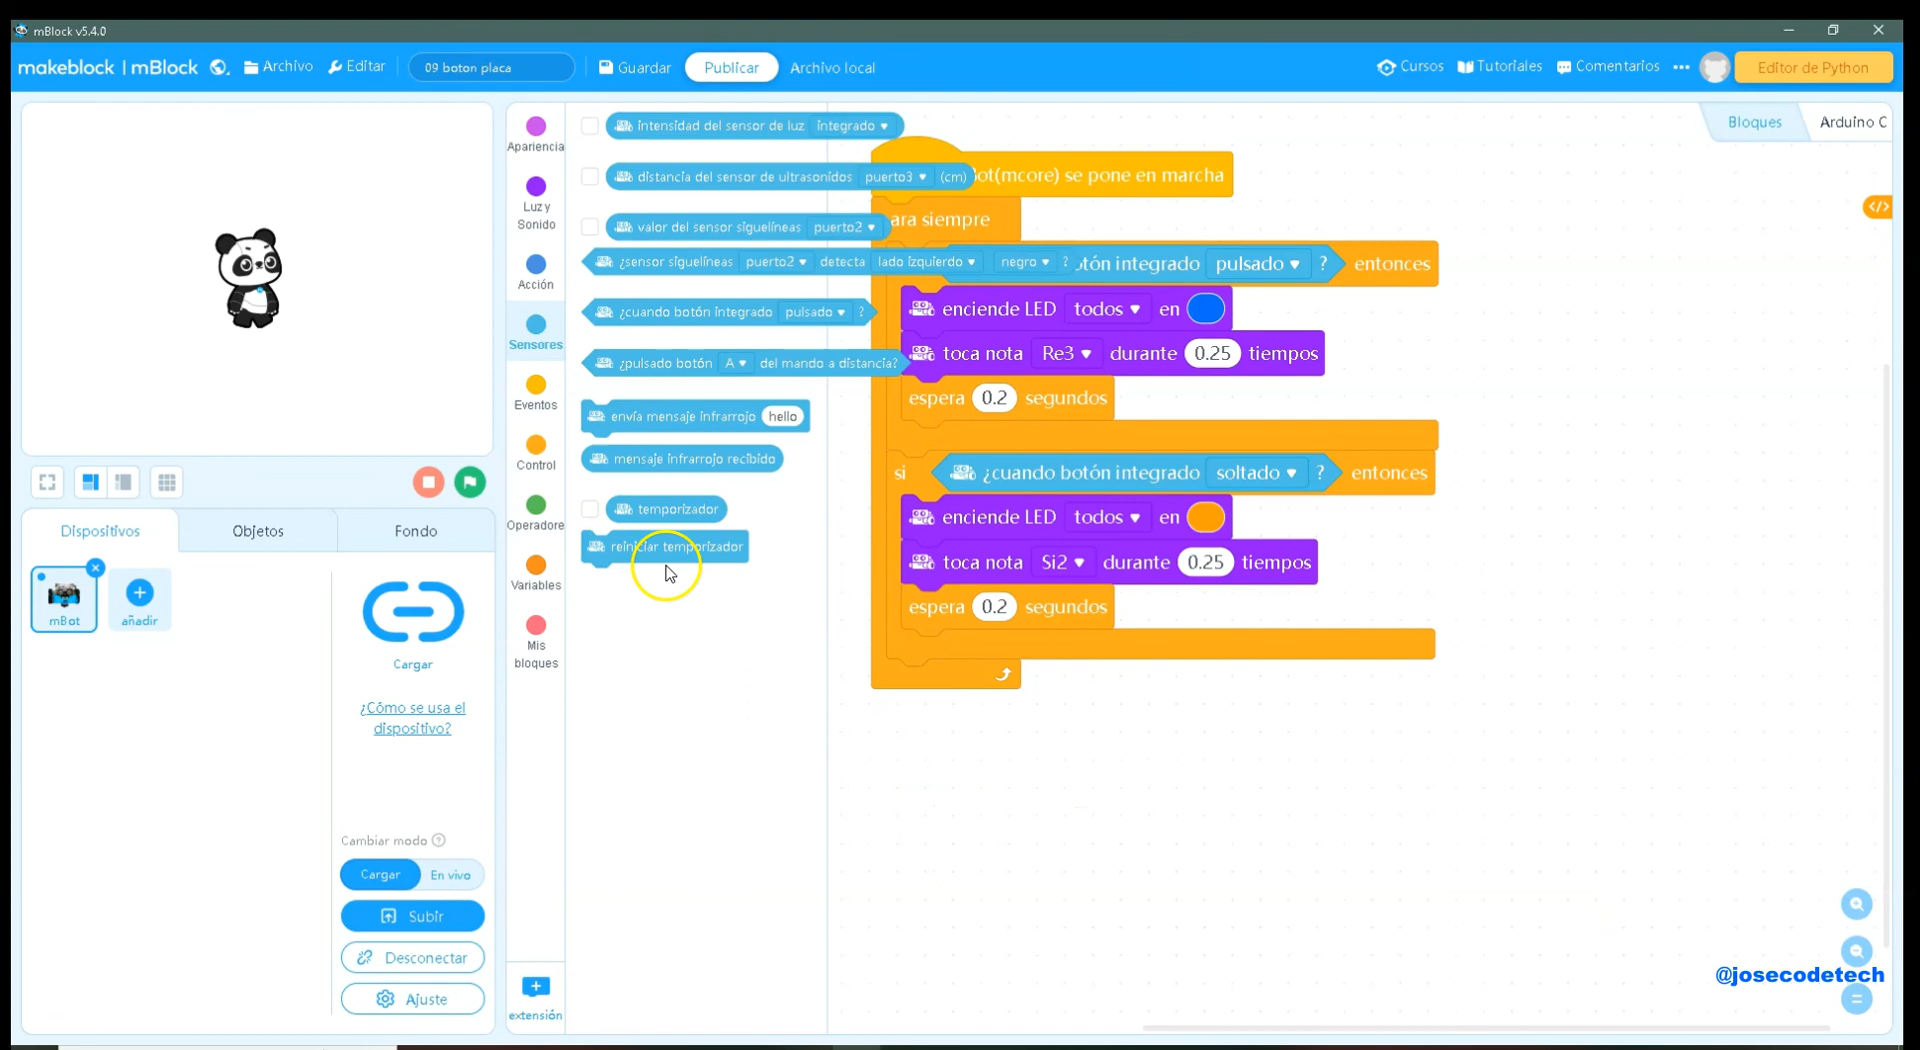 mBlock v5.4.0
makeblock | mBlock Archivo Editar 09 boton placa Guardar Publicar Archivo local Cursos Tutoriales Comentarios ••• Editor de Python
Bloques Arduino C
Apariencia
Luz y
Sonido
Acción
Sensores
Eventos
Control
Operadore
Variables
Mis
bloques
extensión
intensidad del sensor de luz integrado
distancia del sensor de ultrasonidos puerto3 (cm)
valor del sensor siguelíneas puerto2
¿sensor siguelíneas puerto2 detecta lado izquierdo negro ?
¿cuando botón integrado pulsado ?
¿pulsado botón A del mando a distancia?
envía mensaje infrarrojo hello
mensaje infrarrojo recibido
temporizador
reiniciar temporizador
ot(mcore) se pone en marcha
ara siempre
tón integrado pulsado ? entonces
enciende LED todos en
toca nota Re3 durante 0.25 tiempos
espera 0.2 segundos
si ¿cuando botón integrado soltado ? entonces
enciende LED todos en
toca nota Si2 durante 0.25 tiempos
espera 0.2 segundos
Dispositivos Objetos Fondo
mBot añadir
Cargar
¿Cómo se usa el
dispositivo?
Cambiar modo ?
Cargar En vivo
Subir
Desconectar
Ajuste
@josecodetech